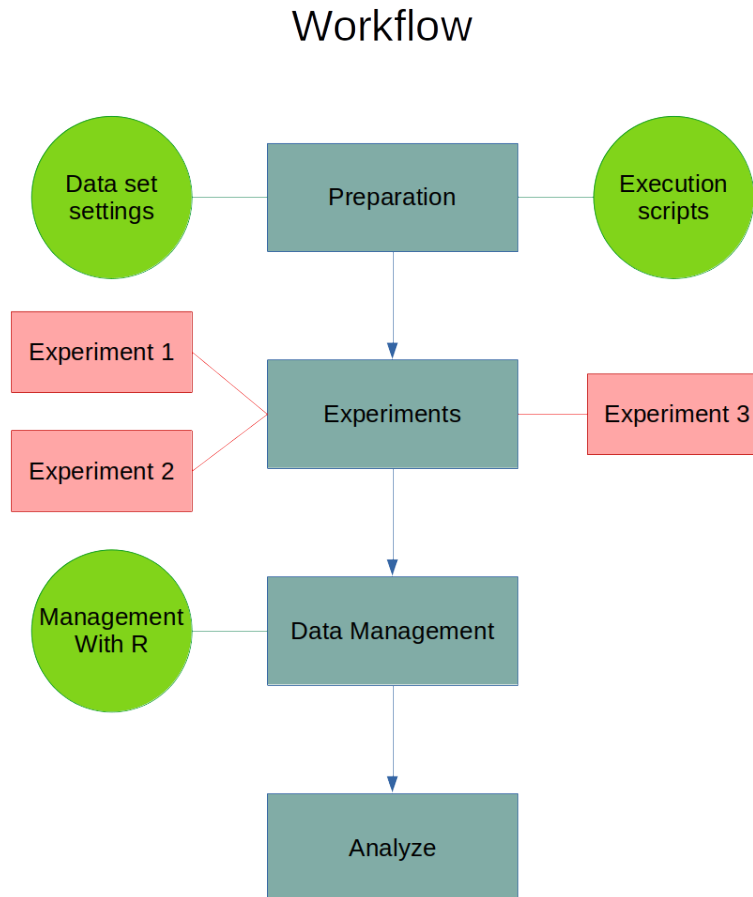 Workflow
Data set
settings
Preparation
Execution
scripts
Experiment 1
Experiments
Experiment 3
Experiment 2
Management
With R
Data Management
Analyze